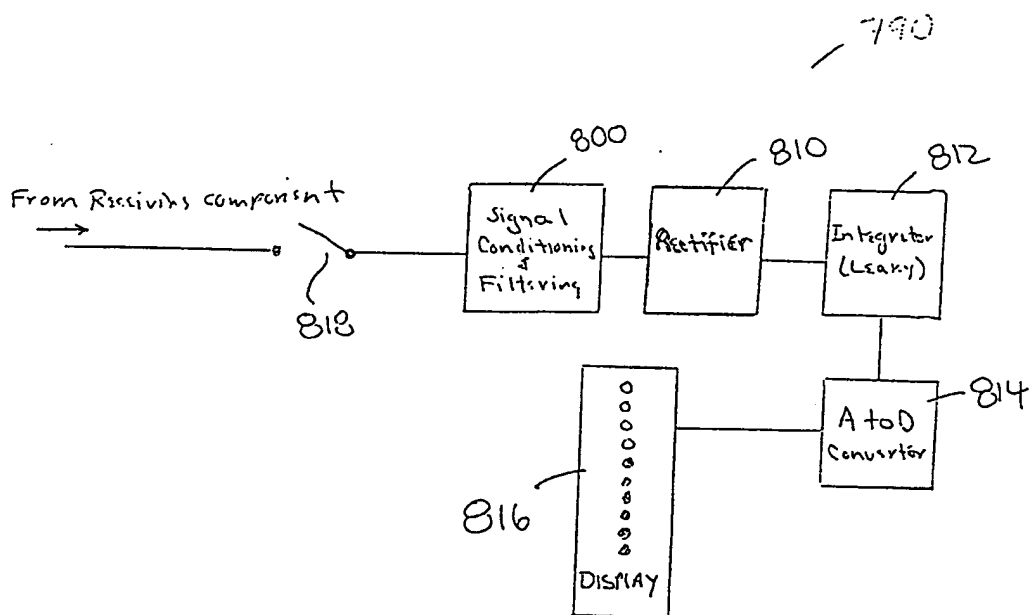 790
800
810
812
From Receiving component
818
Signal
Conditioning
&
Filtering
Rectifier
Integrator
(Leaky)
814
A to D
Converter
816
DISPLAY